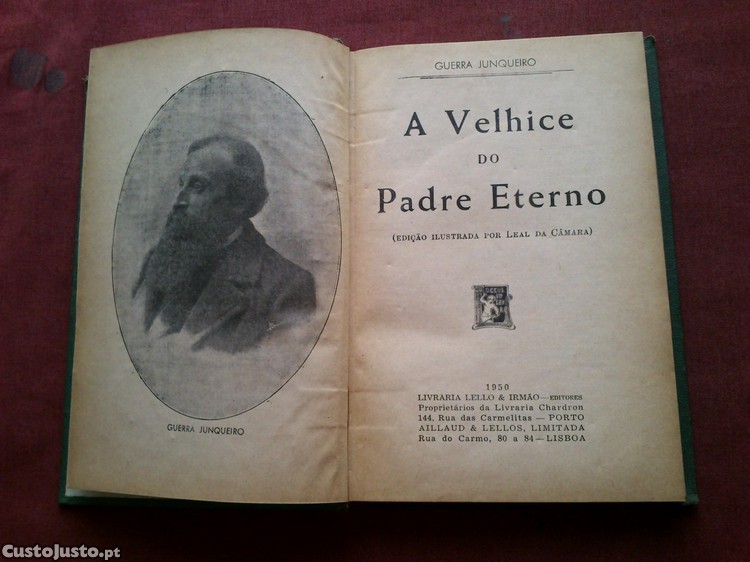 GUERRA JUNQUEIRO
GUERRA JUNQUEIRO
A Velhice
DO
Padre Eterno
(EDIÇÃO ILUSTRADA POR LEAL DA CÂMARA)
1950
LIVRARIA LELLO & IRMÃO—EDITORES
Proprietários da Livraria Chardron
144, Rua das Carmelitas — PORTO
AILLAUD & LELLOS, LIMITADA
Rua do Carmo, 80 a 84—LISBOA
CustoJusto.pt